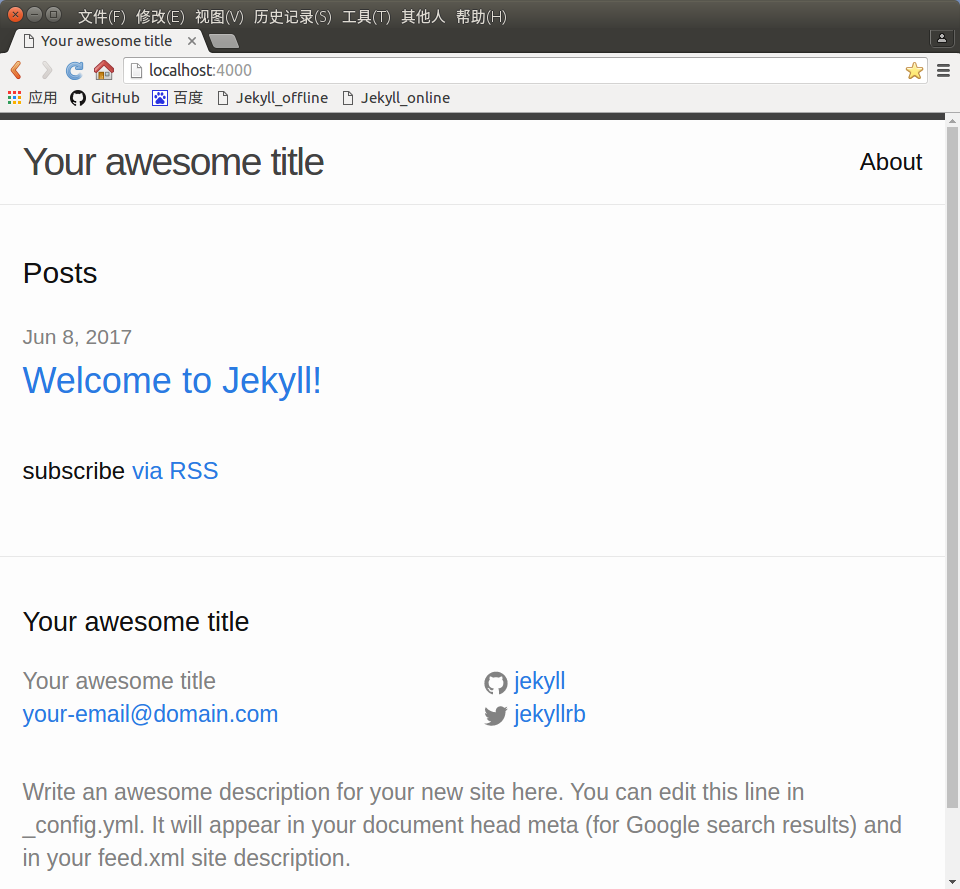 文件(F) 修改(E) 视图(V) 历史记录(S) 工具(T) 其他人 帮助(H)
Your awesome title
localhost:4000
应用 GitHub 百度 Jekyll_offline Jekyll_online
Your awesome title About
Posts
Jun 8, 2017
Welcome to Jekyll!
subscribe via RSS
Your awesome title
Your awesome title jekyll
your-email@domain.com jekyllrb
Write an awesome description for your new site here. You can edit this line in
_config.yml. It will appear in your document head meta (for Google search results) and
in your feed.xml site description.